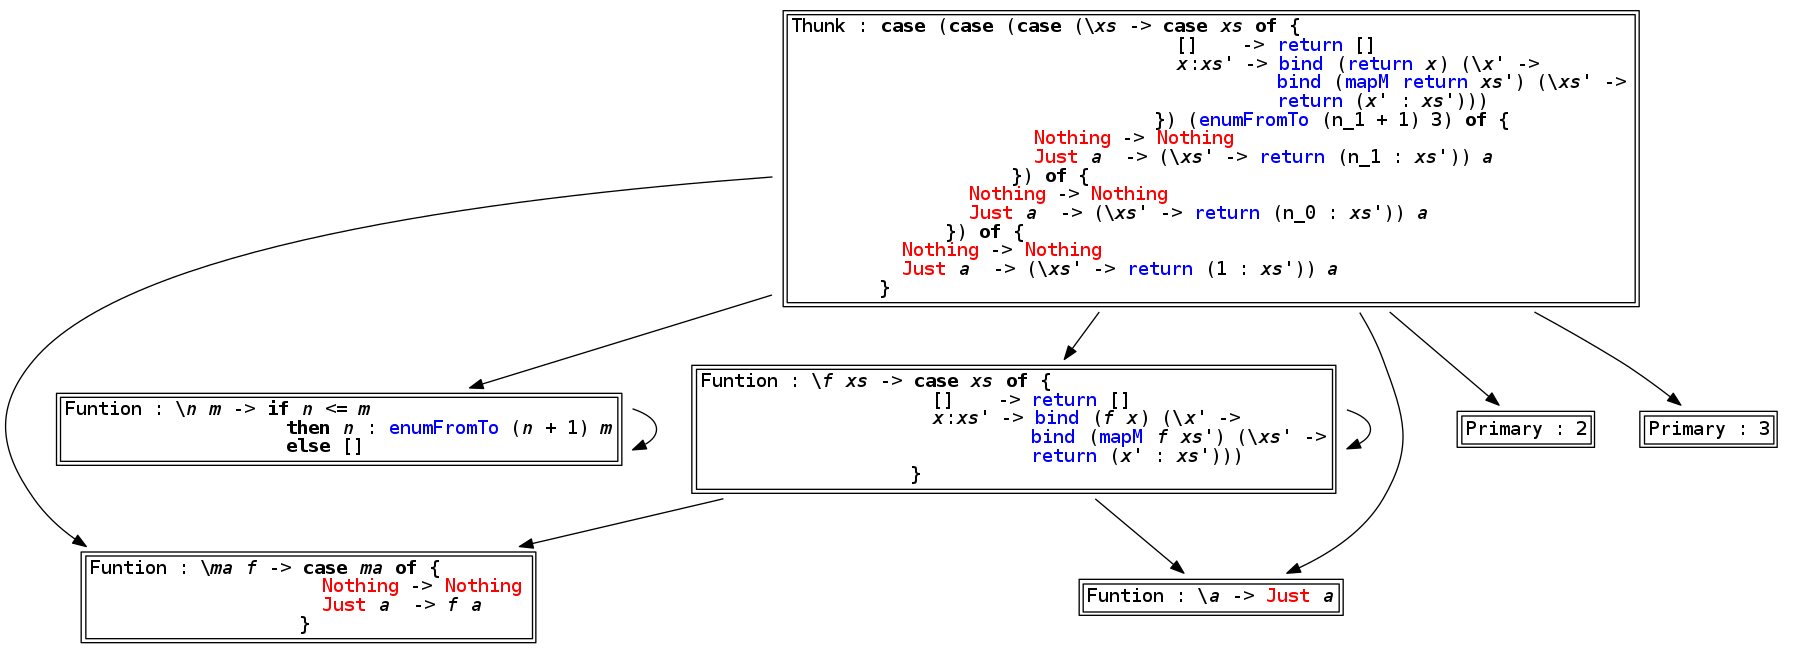 Thunk : case (case (case (\xs -> case xs of {
[] -> return []
x:xs' -> bind (return x) (\x' ->
bind (mapM return xs') (\xs' ->
return (x' : xs')))
}) (enumFromTo (n_1 + 1) 3) of {
Nothing -> Nothing
Just a -> (\xs' -> return (n_1 : xs')) a
}) of {
Nothing -> Nothing
Just a -> (\xs' -> return (n_0 : xs')) a
}) of {
Nothing -> Nothing
Just a -> (\xs' -> return (1 : xs')) a
}
Funtion : \n m -> if n <= m
then n : enumFromTo (n + 1) m
else []
Funtion : \f xs -> case xs of {
[] -> return []
x:xs' -> bind (f x) (\x' ->
bind (mapM f xs') (\xs' ->
return (x' : xs')))
}
Primary : 2
Primary : 3
Funtion : \ma f -> case ma of {
Nothing -> Nothing
Just a -> f a
}
Funtion : \a -> Just a